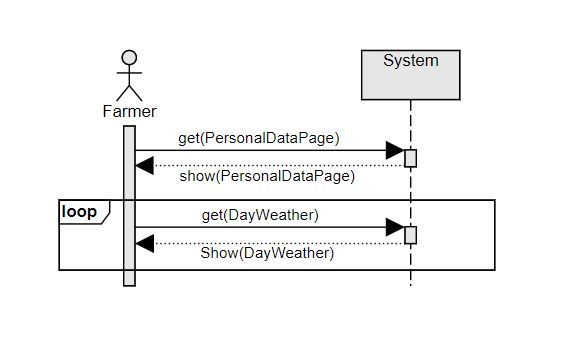 System
Farmer
get(PersonalDataPage)
show(PersonalDataPage)
loop
get(DayWeather)
Show(DayWeather)